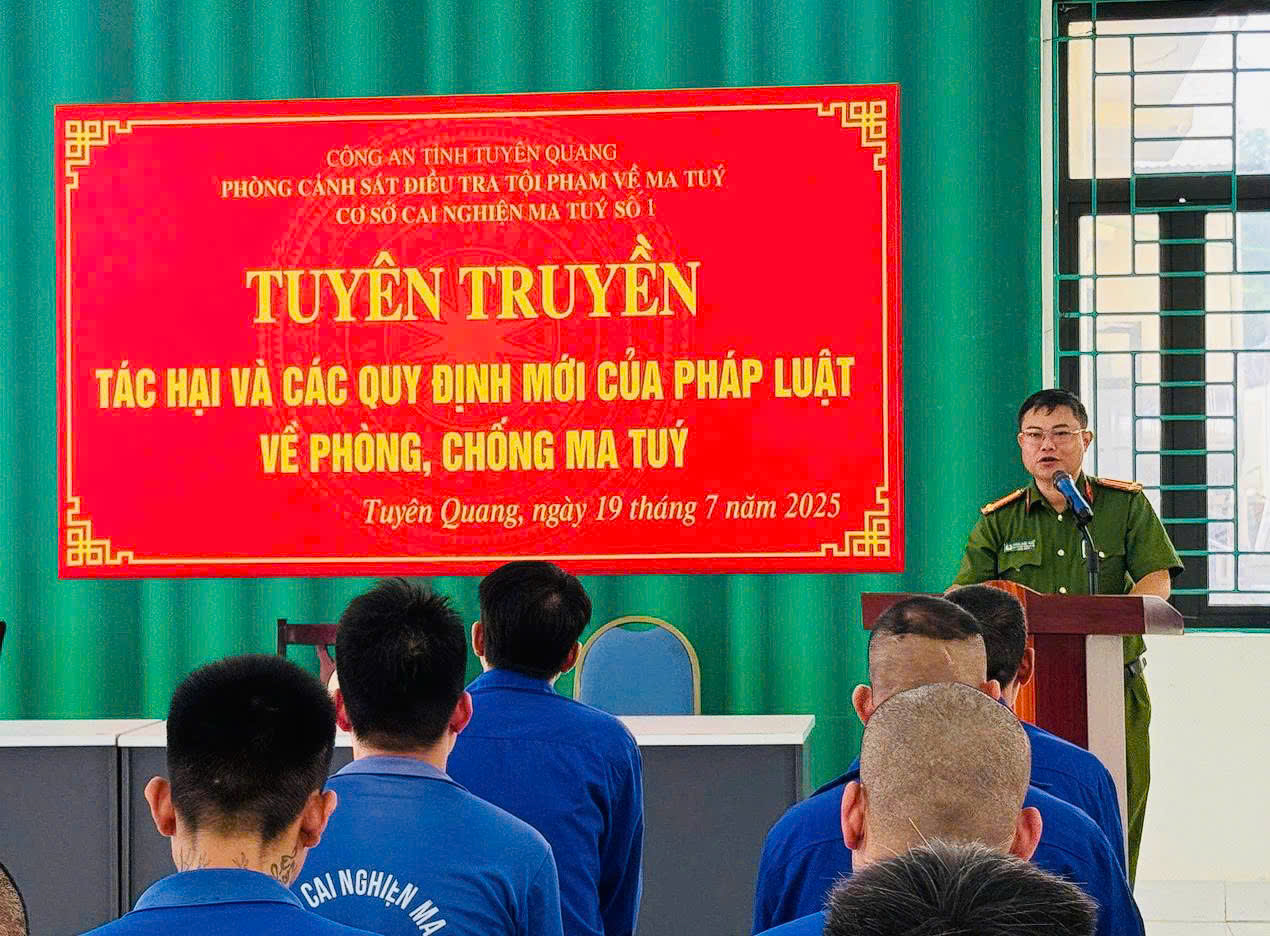 CÔNG AN TỈNH TUYÊN QUANG
PHÒNG CẢNH SÁT ĐIỀU TRA TỘI PHẠM VỀ MA TUÝ
CƠ SỞ CAI NGHIỆN MA TUÝ SỐ 1
TUYÊN TRUYỀN
TÁC HẠI VÀ CÁC QUY ĐỊNH MỚI CỦA PHÁP LUẬT
VỀ PHÒNG, CHỐNG MA TUÝ
Tuyên Quang, ngày 19 tháng 7 năm 2025
CAI NGHIỆN MA